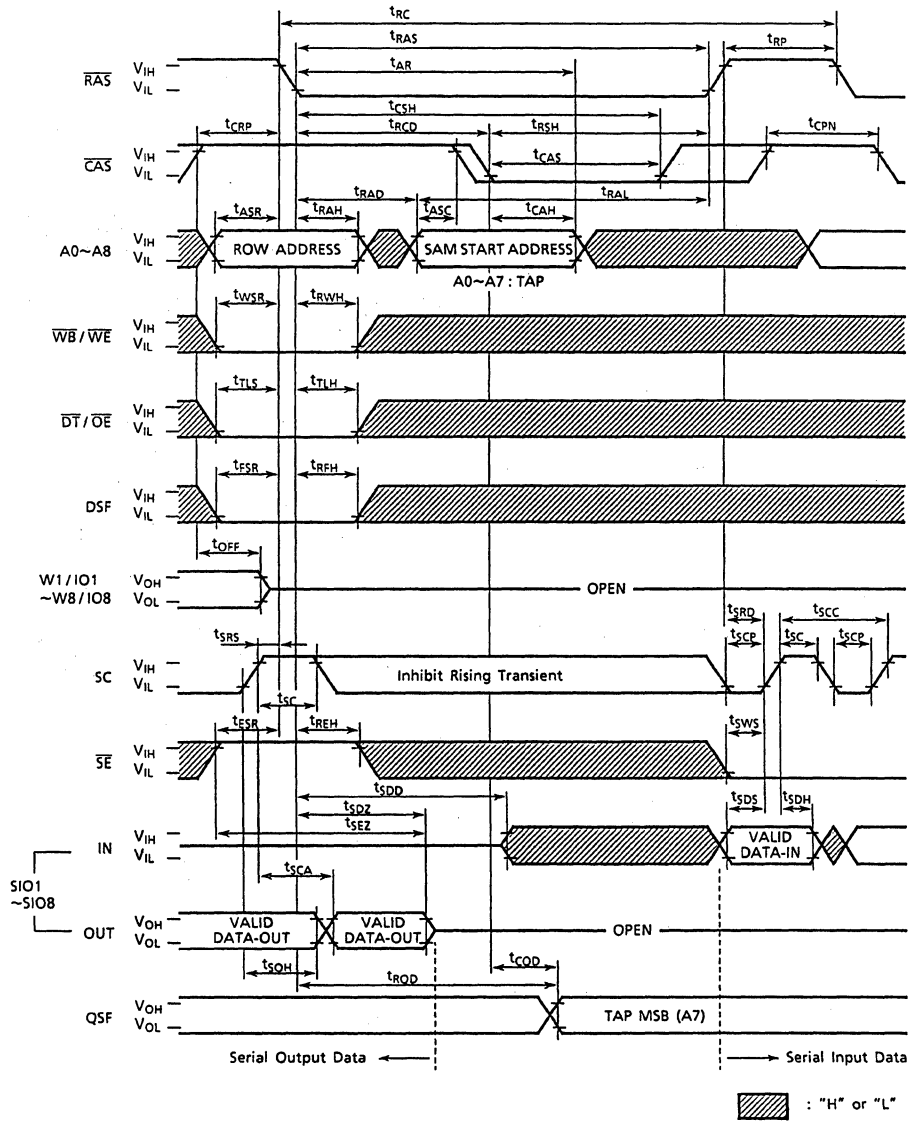 tRC
tRAS
tRP
tAR
RAS
VIH
VIL
tCSH
tCRP
tRCD
tRSH
tCPN
CAS
VIH
VIL
tCAS
tRAD
tRAL
tASR
tRAH
tASC
tCAH
A0~A8
VIH
VIL
ROW ADDRESS
SAM START ADDRESS
A0~A7 : TAP
tWSR
tRWH
WB/WE
VIH
VIL
tTLS
tTLH
DT/OE
VIH
VIL
tFSR
tRFH
DSF
VIH
VIL
tOFF
W1/IO1
~W8/IO8
VOH
VOL
OPEN
tSRD
tSCC
tSRS
tSCP
tSC
tSCP
SC
VIH
VIL
Inhibit Rising Transient
tSC
tESR
tREH
tSWS
SE
VIH
VIL
tSDD
tSDZ
tSEZ
tSDS
tSDH
IN
VIH
VIL
VALID
DATA-IN
SIO1
~SIO8
tSCA
OUT
VOH
VOL
VALID
DATA-OUT
VALID
DATA-OUT
OPEN
tSOH
tCQD
tRQD
QSF
VOH
VOL
TAP MSB (A7)
Serial Output Data
Serial Input Data
: "H" or "L"